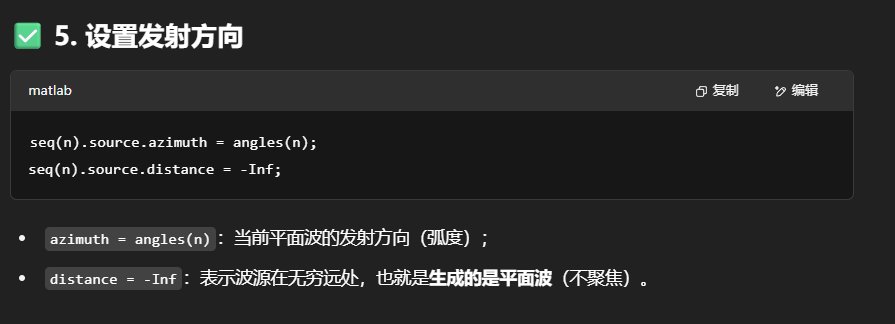 ✅ 5. 设置发射方向
matlab 复制 编辑
seq(n).source.azimuth = angles(n);
seq(n).source.distance = -Inf;
• azimuth = angles(n)：当前平面波的发射方向（弧度）；
• distance = -Inf：表示波源在无穷远处，也就是生成的是平面波（不聚焦）。